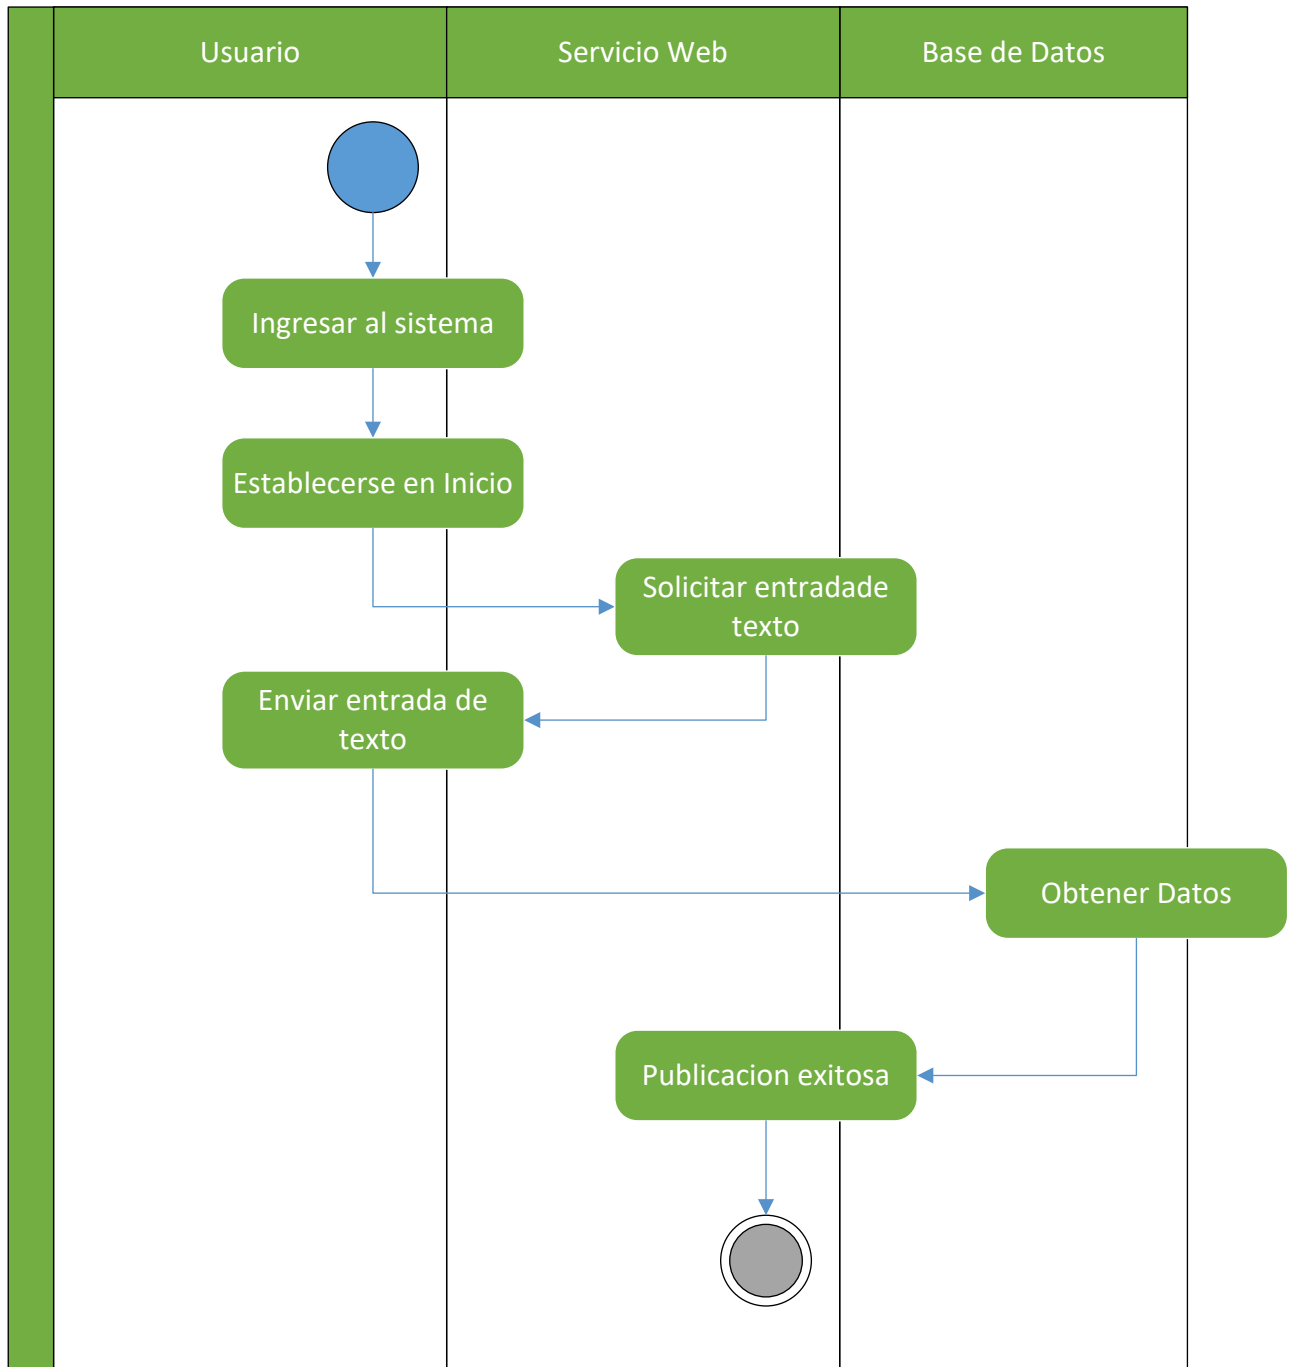 Usuario
Servicio Web
Base de Datos
Ingresar al sistema
Establecerse en Inicio
Solicitar entradade
texto
Enviar entrada de
texto
Obtener Datos
Publicacion exitosa